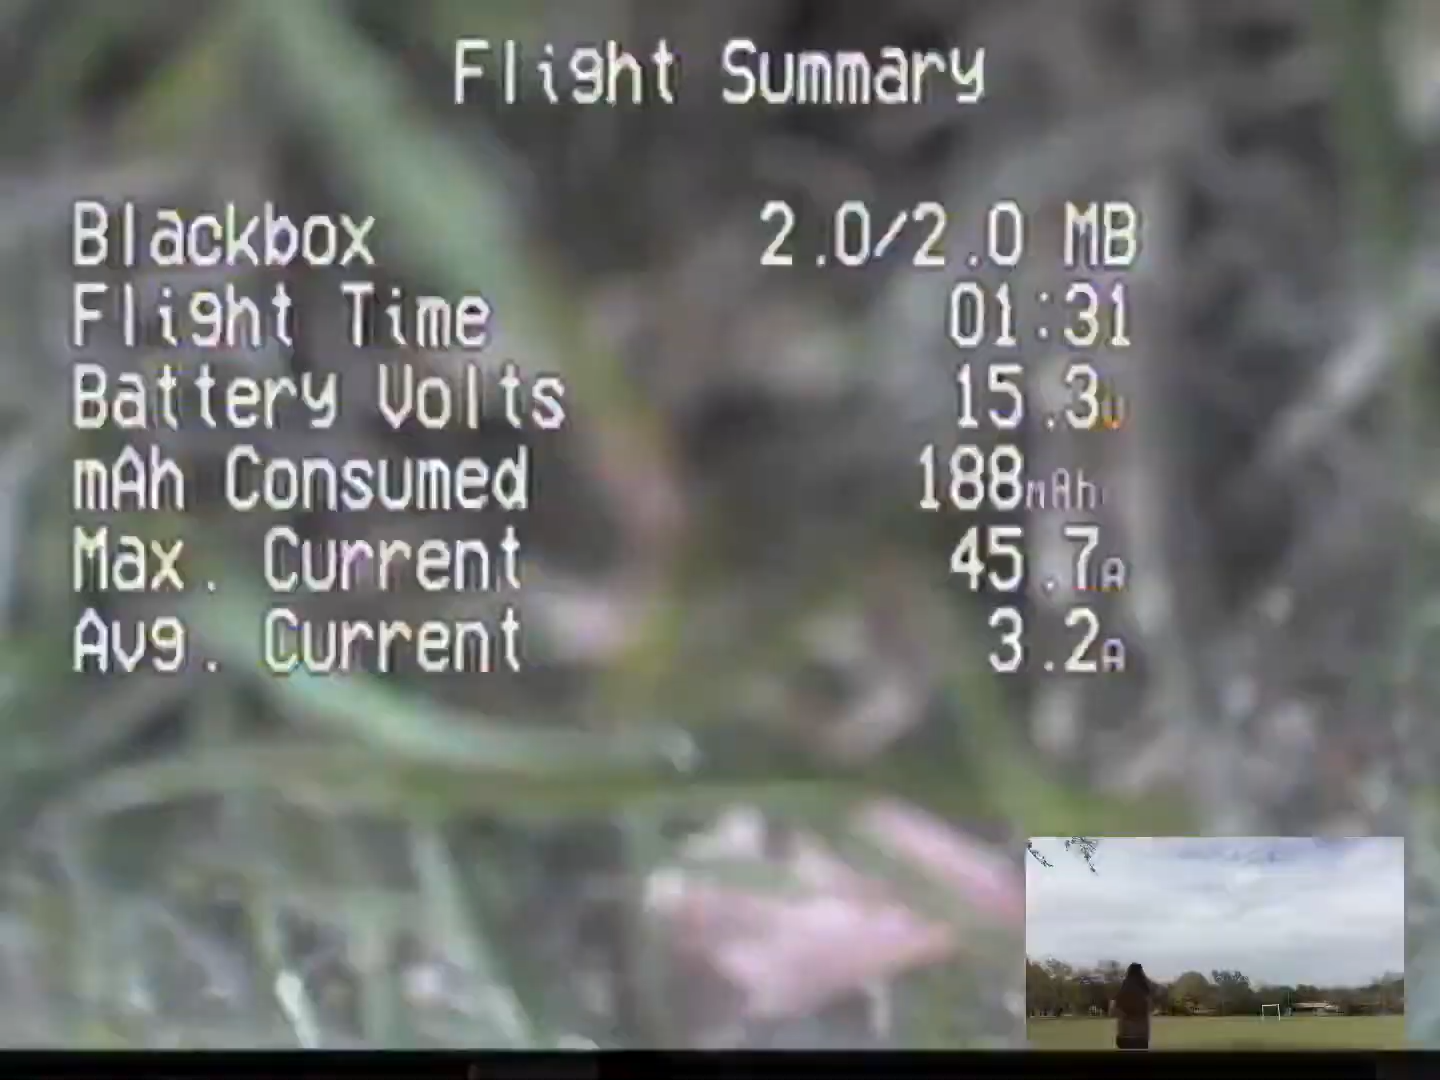 Flight Summary
Blackbox 2.0/2.0 MB
Flight Time 01:31
Battery Volts 15.3V
mAh Consumed 188mAh
Max. Current 45.7A
Avg. Current 3.2A